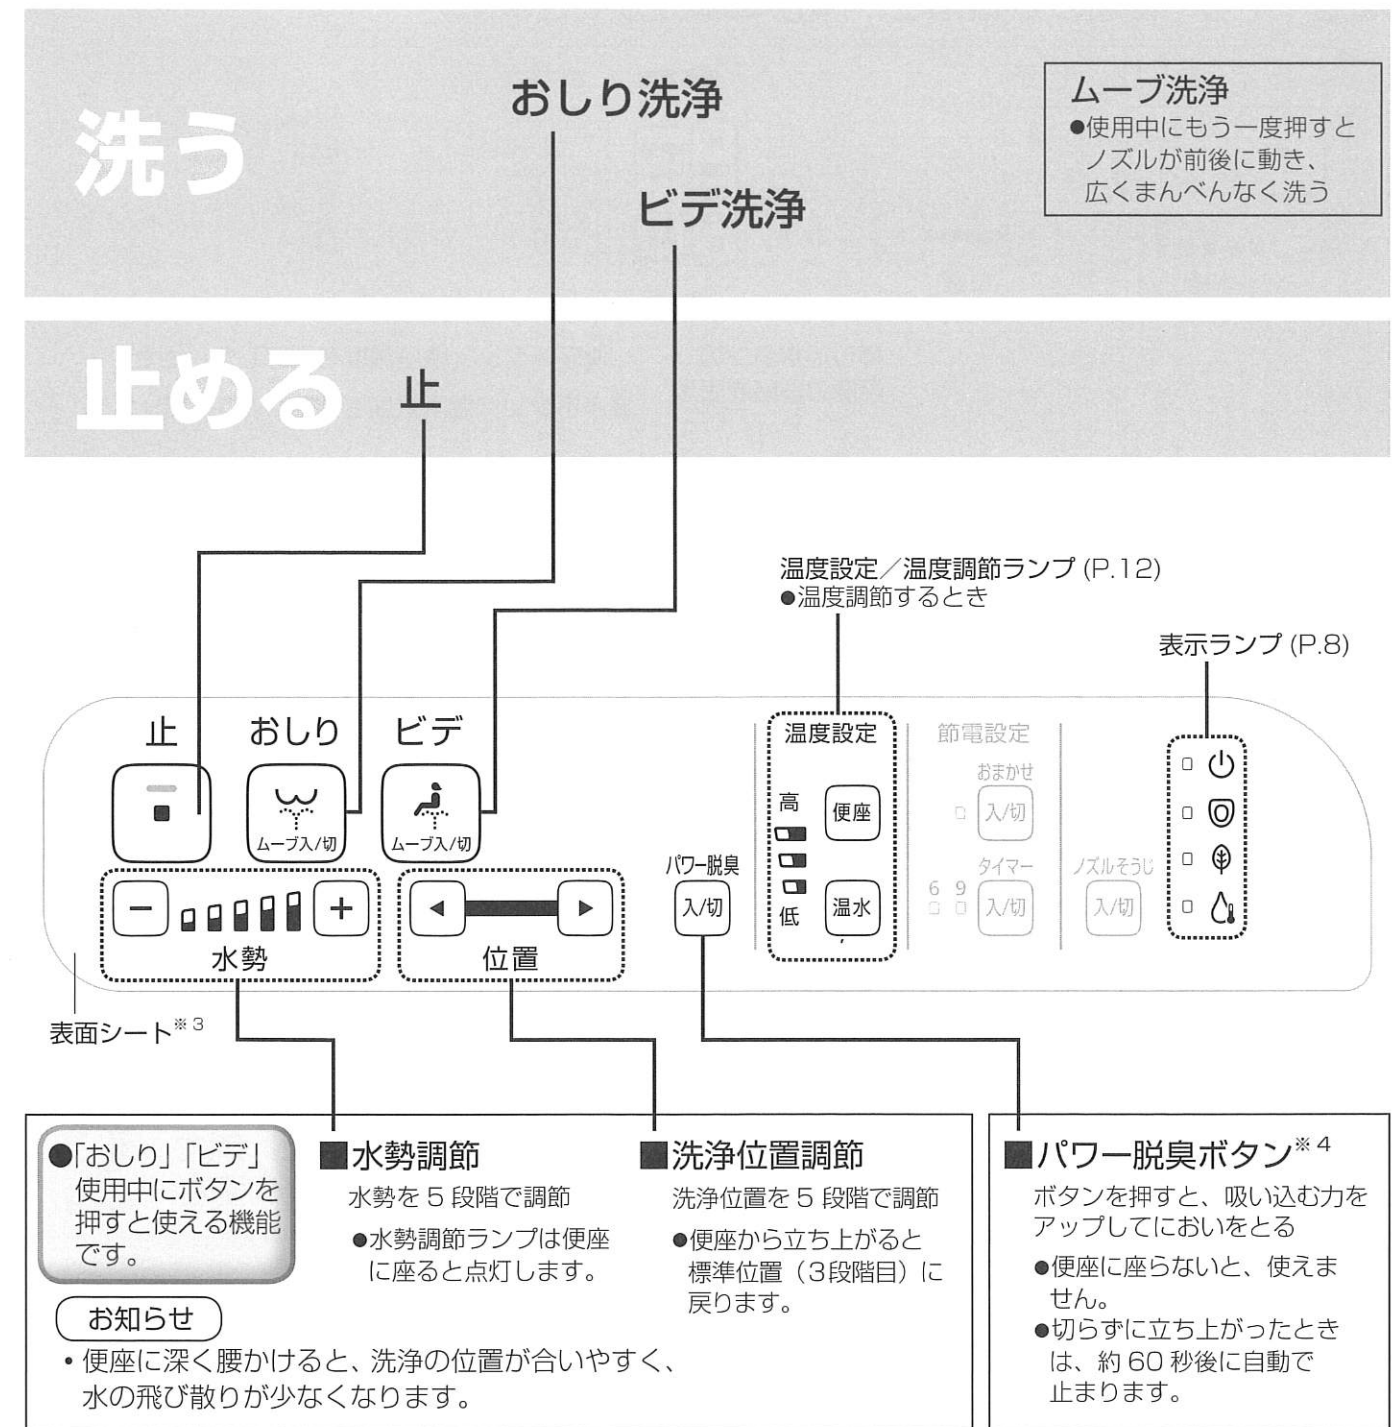 洗う
おしり洗浄
ビデ洗浄
ムーブ洗浄
●使用中にもう一度押すと
ノズルが前後に動き、
広くまんべんなく洗う
止める
止
温度設定／温度調節ランプ (P.12)
●温度調節するとき
表示ランプ (P.8)
止
おしり
ビデ
ムーブ入/切
ムーブ入/切
−
+
水勢
◀
▶
位置
パワー脱臭
入/切
温度設定
高
低
便座
温水
節電設定
おまかせ
入/切
タイマー
6 9
入/切
ノズルそうじ
入/切
表面シート※3
●「おしり」「ビデ」
使用中にボタンを
押すと使える機能
です。
■水勢調節
水勢を 5 段階で調節
●水勢調節ランプは便座
に座ると点灯します。
■洗浄位置調節
洗浄位置を 5 段階で調節
●便座から立ち上がると
標準位置（3段階目）に
戻ります。
お知らせ
・便座に深く腰かけると、洗浄の位置が合いやすく、
水の飛び散りが少なくなります。
■パワー脱臭ボタン※4
ボタンを押すと、吸い込む力を
アップしてにおいをとる
●便座に座らないと、使えま
せん。
●切らずに立ち上がったとき
は、約 60 秒後に自動で
止まります。